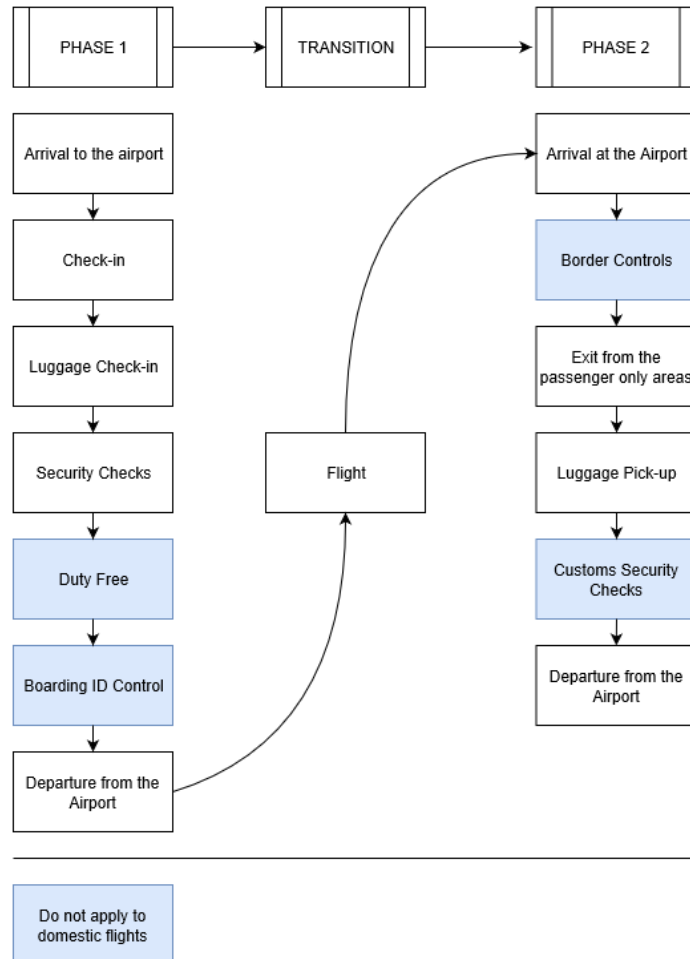 PHASE 1
TRANSITION
PHASE 2
Arrival to the airport
Check-in
Luggage Check-in
Security Checks
Duty Free
Boarding ID Control
Departure from the
Airport
Flight
Arrival at the Airport
Border Controls
Exit from the
passenger only areas
Luggage Pick-up
Customs Security
Checks
Departure from the
Airport
Do not apply to
domestic flights